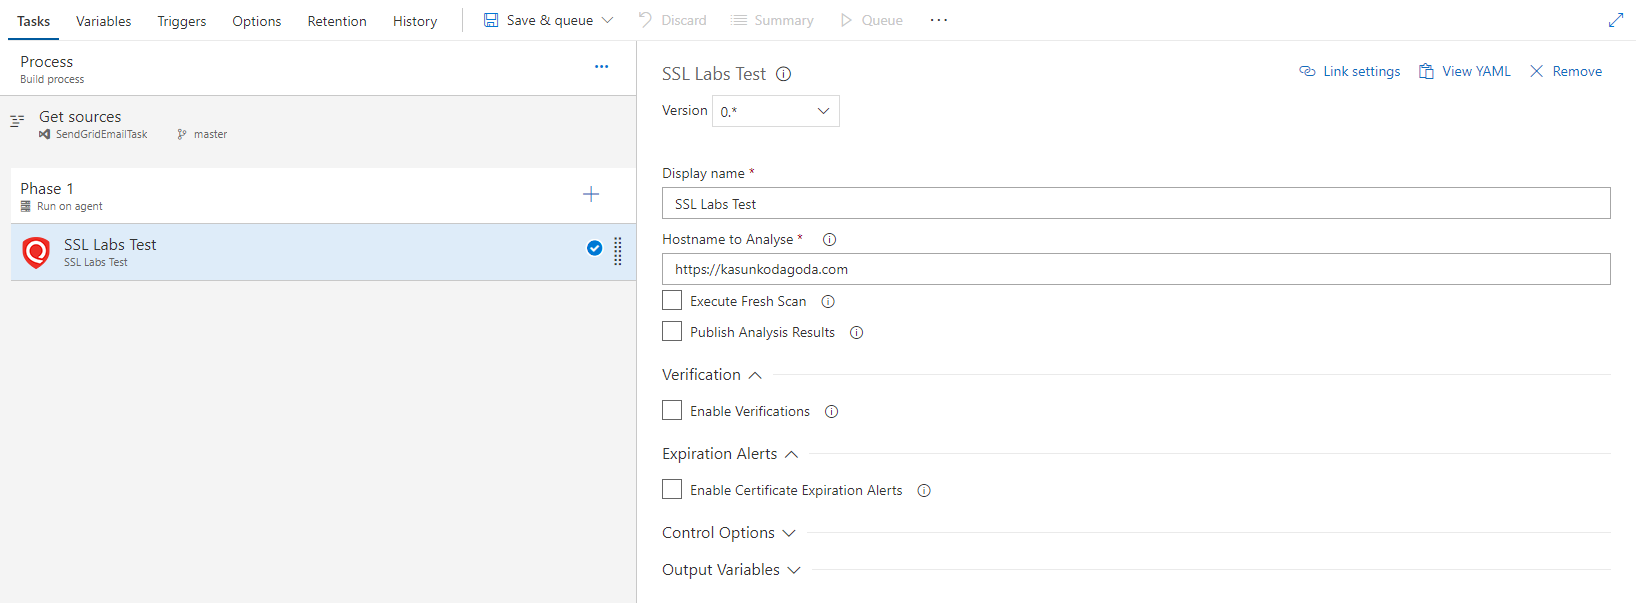 Tasks Variables Triggers Options Retention History Save & queue Discard Summary Queue ...
Process
Build process
Get sources
SendGridEmailTask master
Phase 1
Run on agent
SSL Labs Test
SSL Labs Test
SSL Labs Test Link settings View YAML Remove
Version 0.*
Display name *
SSL Labs Test
Hostname to Analyse *
https://kasunkodagoda.com
Execute Fresh Scan
Publish Analysis Results
Verification
Enable Verifications
Expiration Alerts
Enable Certificate Expiration Alerts
Control Options
Output Variables